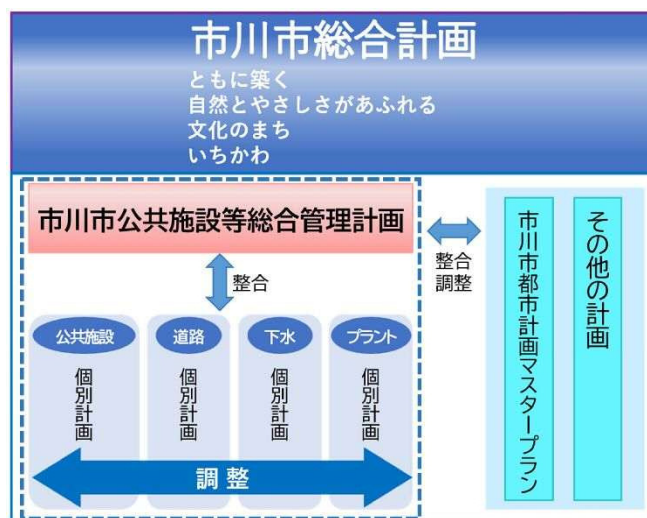 市川市総合計画
ともに築く
自然とやさしさがあふれる
文化のまち
いちかわ
市川市公共施設等総合管理計画
整合
調整
整合
公共施設
道路
下水
プラント
個別計画
個別計画
個別計画
個別計画
調整
市川市都市計画マスタープラン
その他の計画